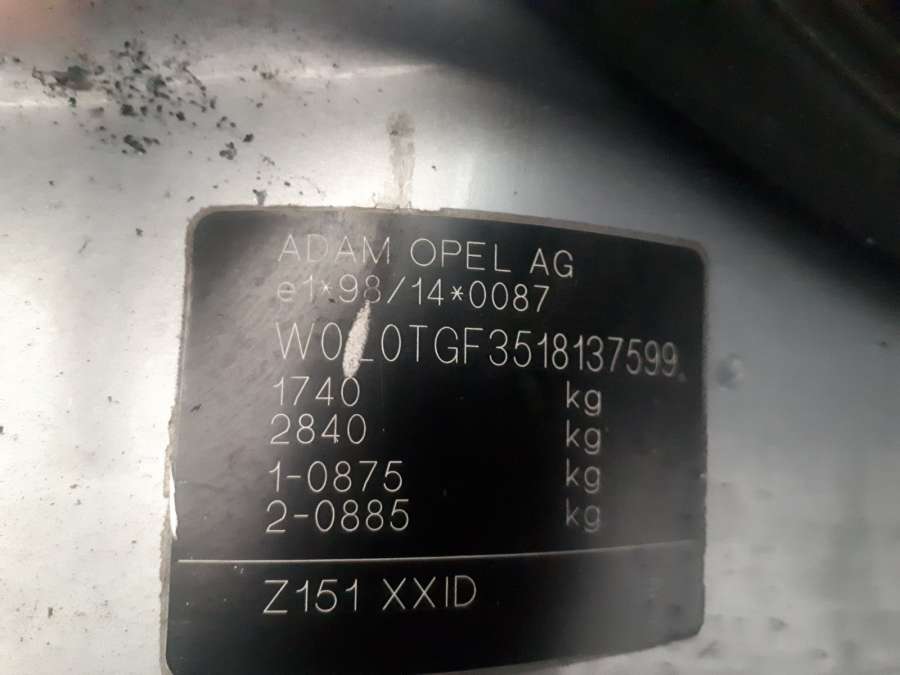 ADAM OPEL AG
e1*98/14*0087
W0L0TGF3518137599
1740 kg
2840 kg
1-0875 kg
2-0885 kg
Z151 XXID